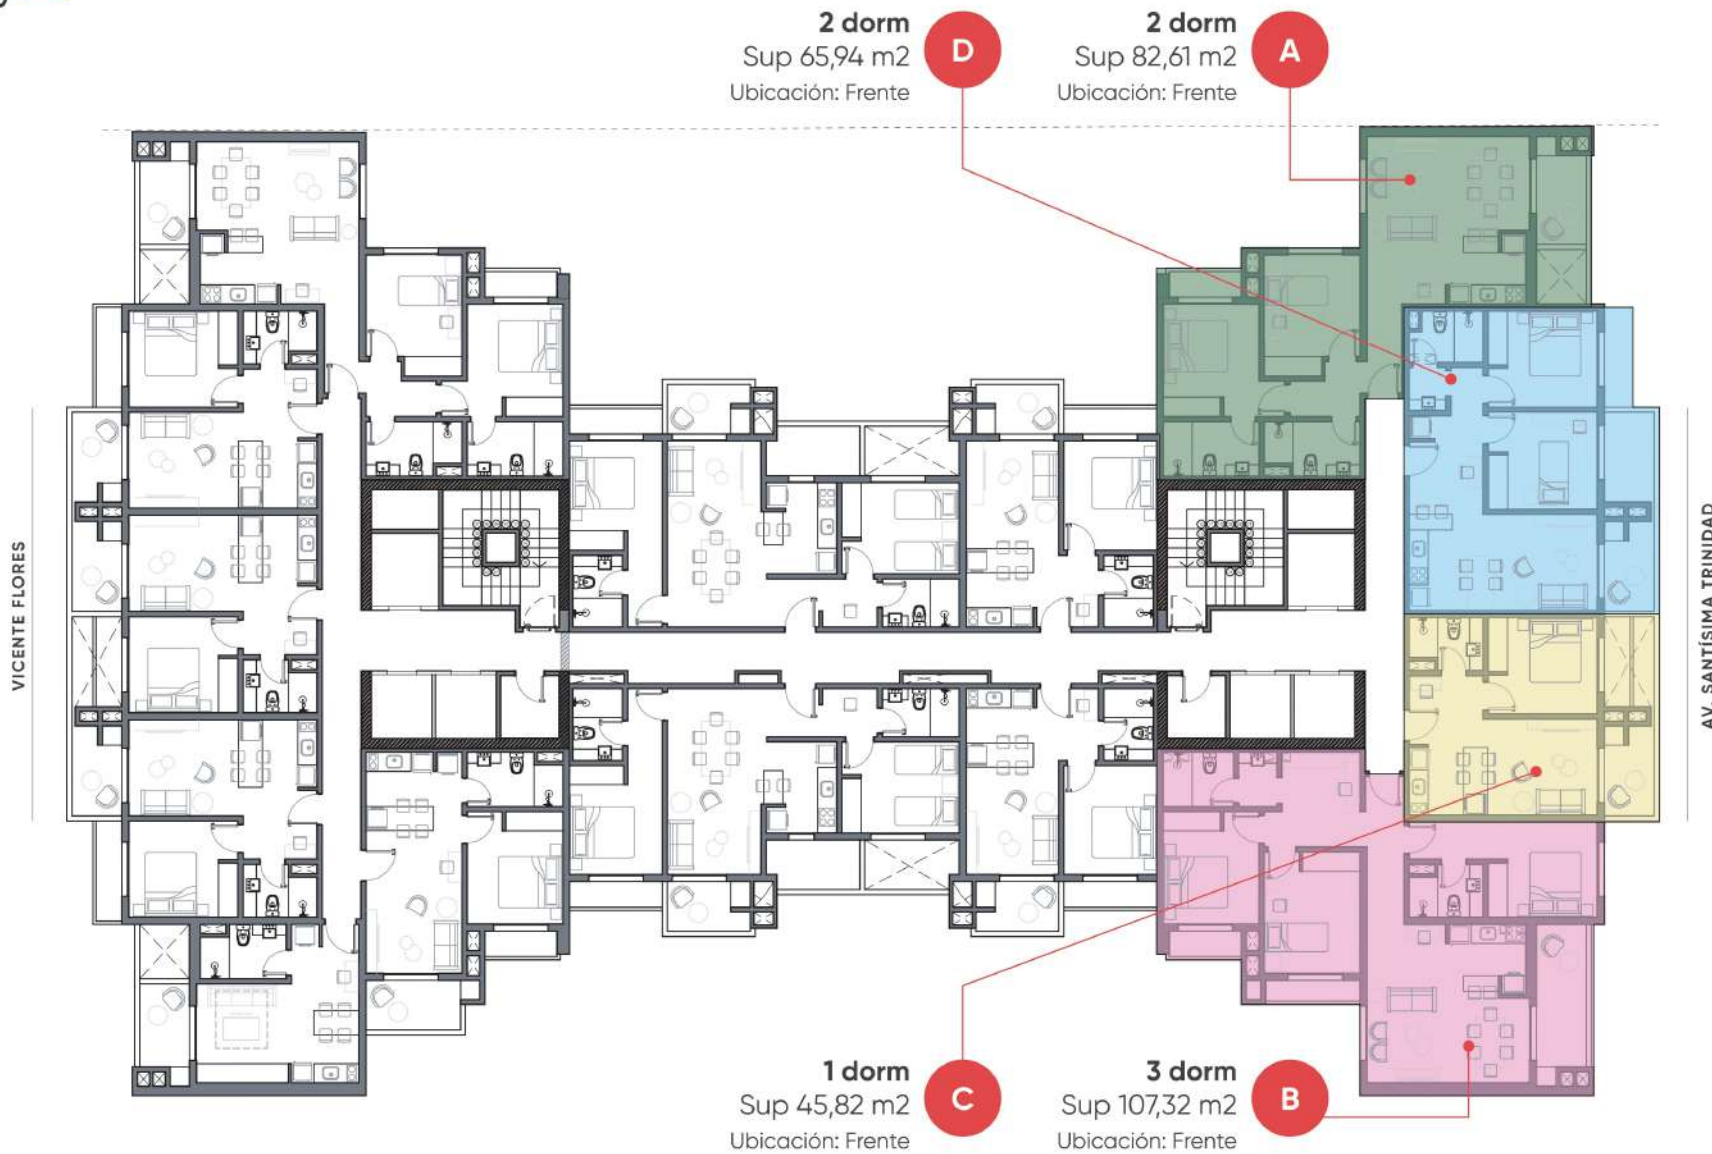 2 dorm
Sup 65,94 m2
Ubicación: Frente
D
2 dorm
Sup 82,61 m2
Ubicación: Frente
A
VICENTE FLORES
AV. SANTÍSIMA TRINIDAD
1 dorm
Sup 45,82 m2
Ubicación: Frente
C
3 dorm
Sup 107,32 m2
Ubicación: Frente
B